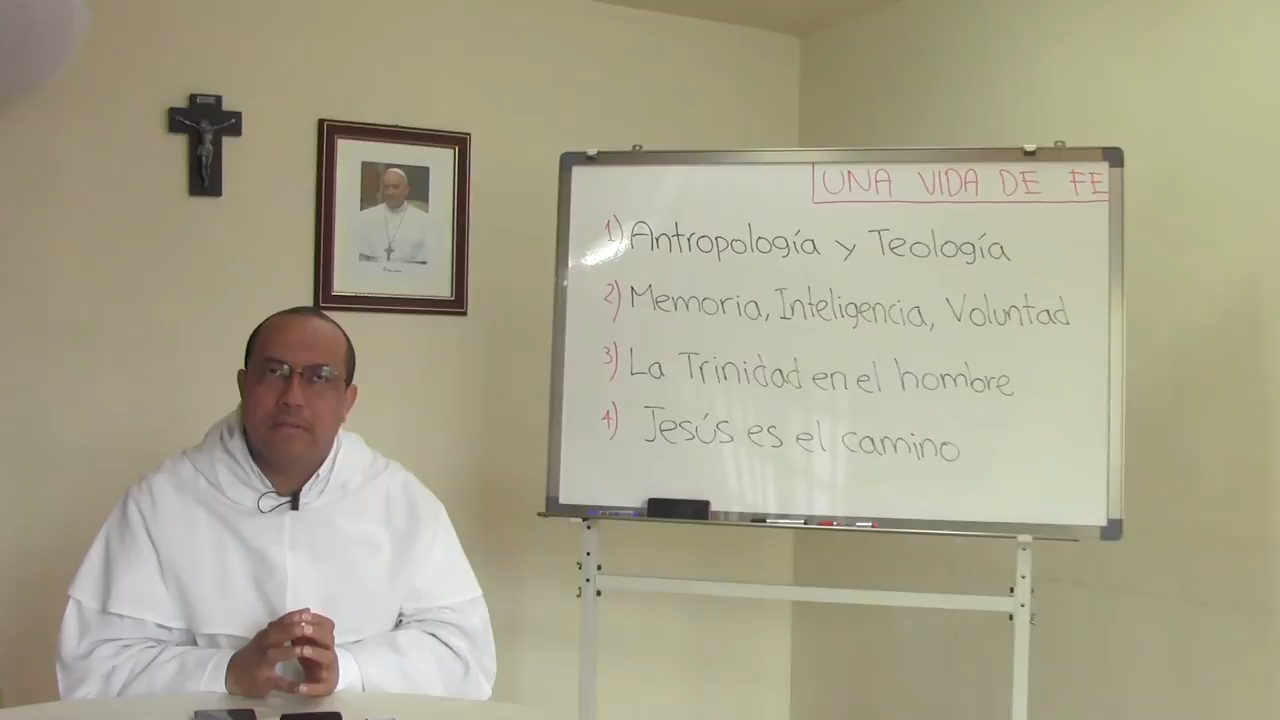 UNA VIDA DE FE
1) Antropología y Teología
2) Memoria, Inteligencia, Voluntad
3) La Trinidad en el hombre
4) Jesús es el camino